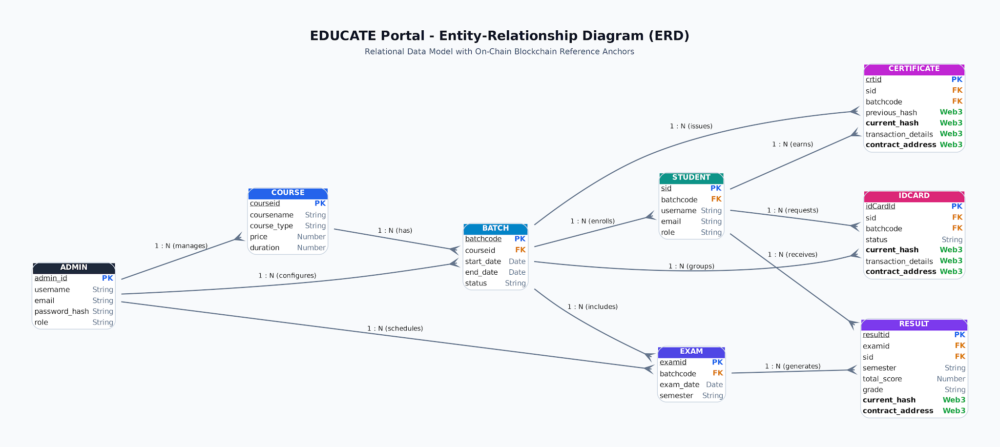 EDUCATE Portal - Entity-Relationship Diagram (ERD)
Relational Data Model with On-Chain Blockchain Reference Anchors
ADMIN
admin_id PK
username String
email String
password_hash String
role String
1 : N (manages)
1 : N (configures)
1 : N (schedules)
COURSE
courseid PK
coursename String
course_type String
price Number
duration Number
1 : N (has)
BATCH
batchcode PK
courseid FK
start_date Date
end_date Date
status String
1 : N (issues)
1 : N (enrolls)
1 : N (groups)
1 : N (includes)
STUDENT
sid PK
batchcode FK
username String
email String
role String
1 : N (earns)
1 : N (requests)
1 : N (receives)
EXAM
examid PK
batchcode FK
exam_date Date
semester String
1 : N (generates)
CERTIFICATE
crtid PK
sid FK
batchcode FK
previous_hash Web3
current_hash Web3
transaction_details Web3
contract_address Web3
IDCARD
idCardId PK
sid FK
batchcode FK
status String
current_hash Web3
transaction_details Web3
contract_address Web3
RESULT
resultid PK
examid FK
sid FK
semester String
total_score Number
grade String
current_hash Web3
contract_address Web3